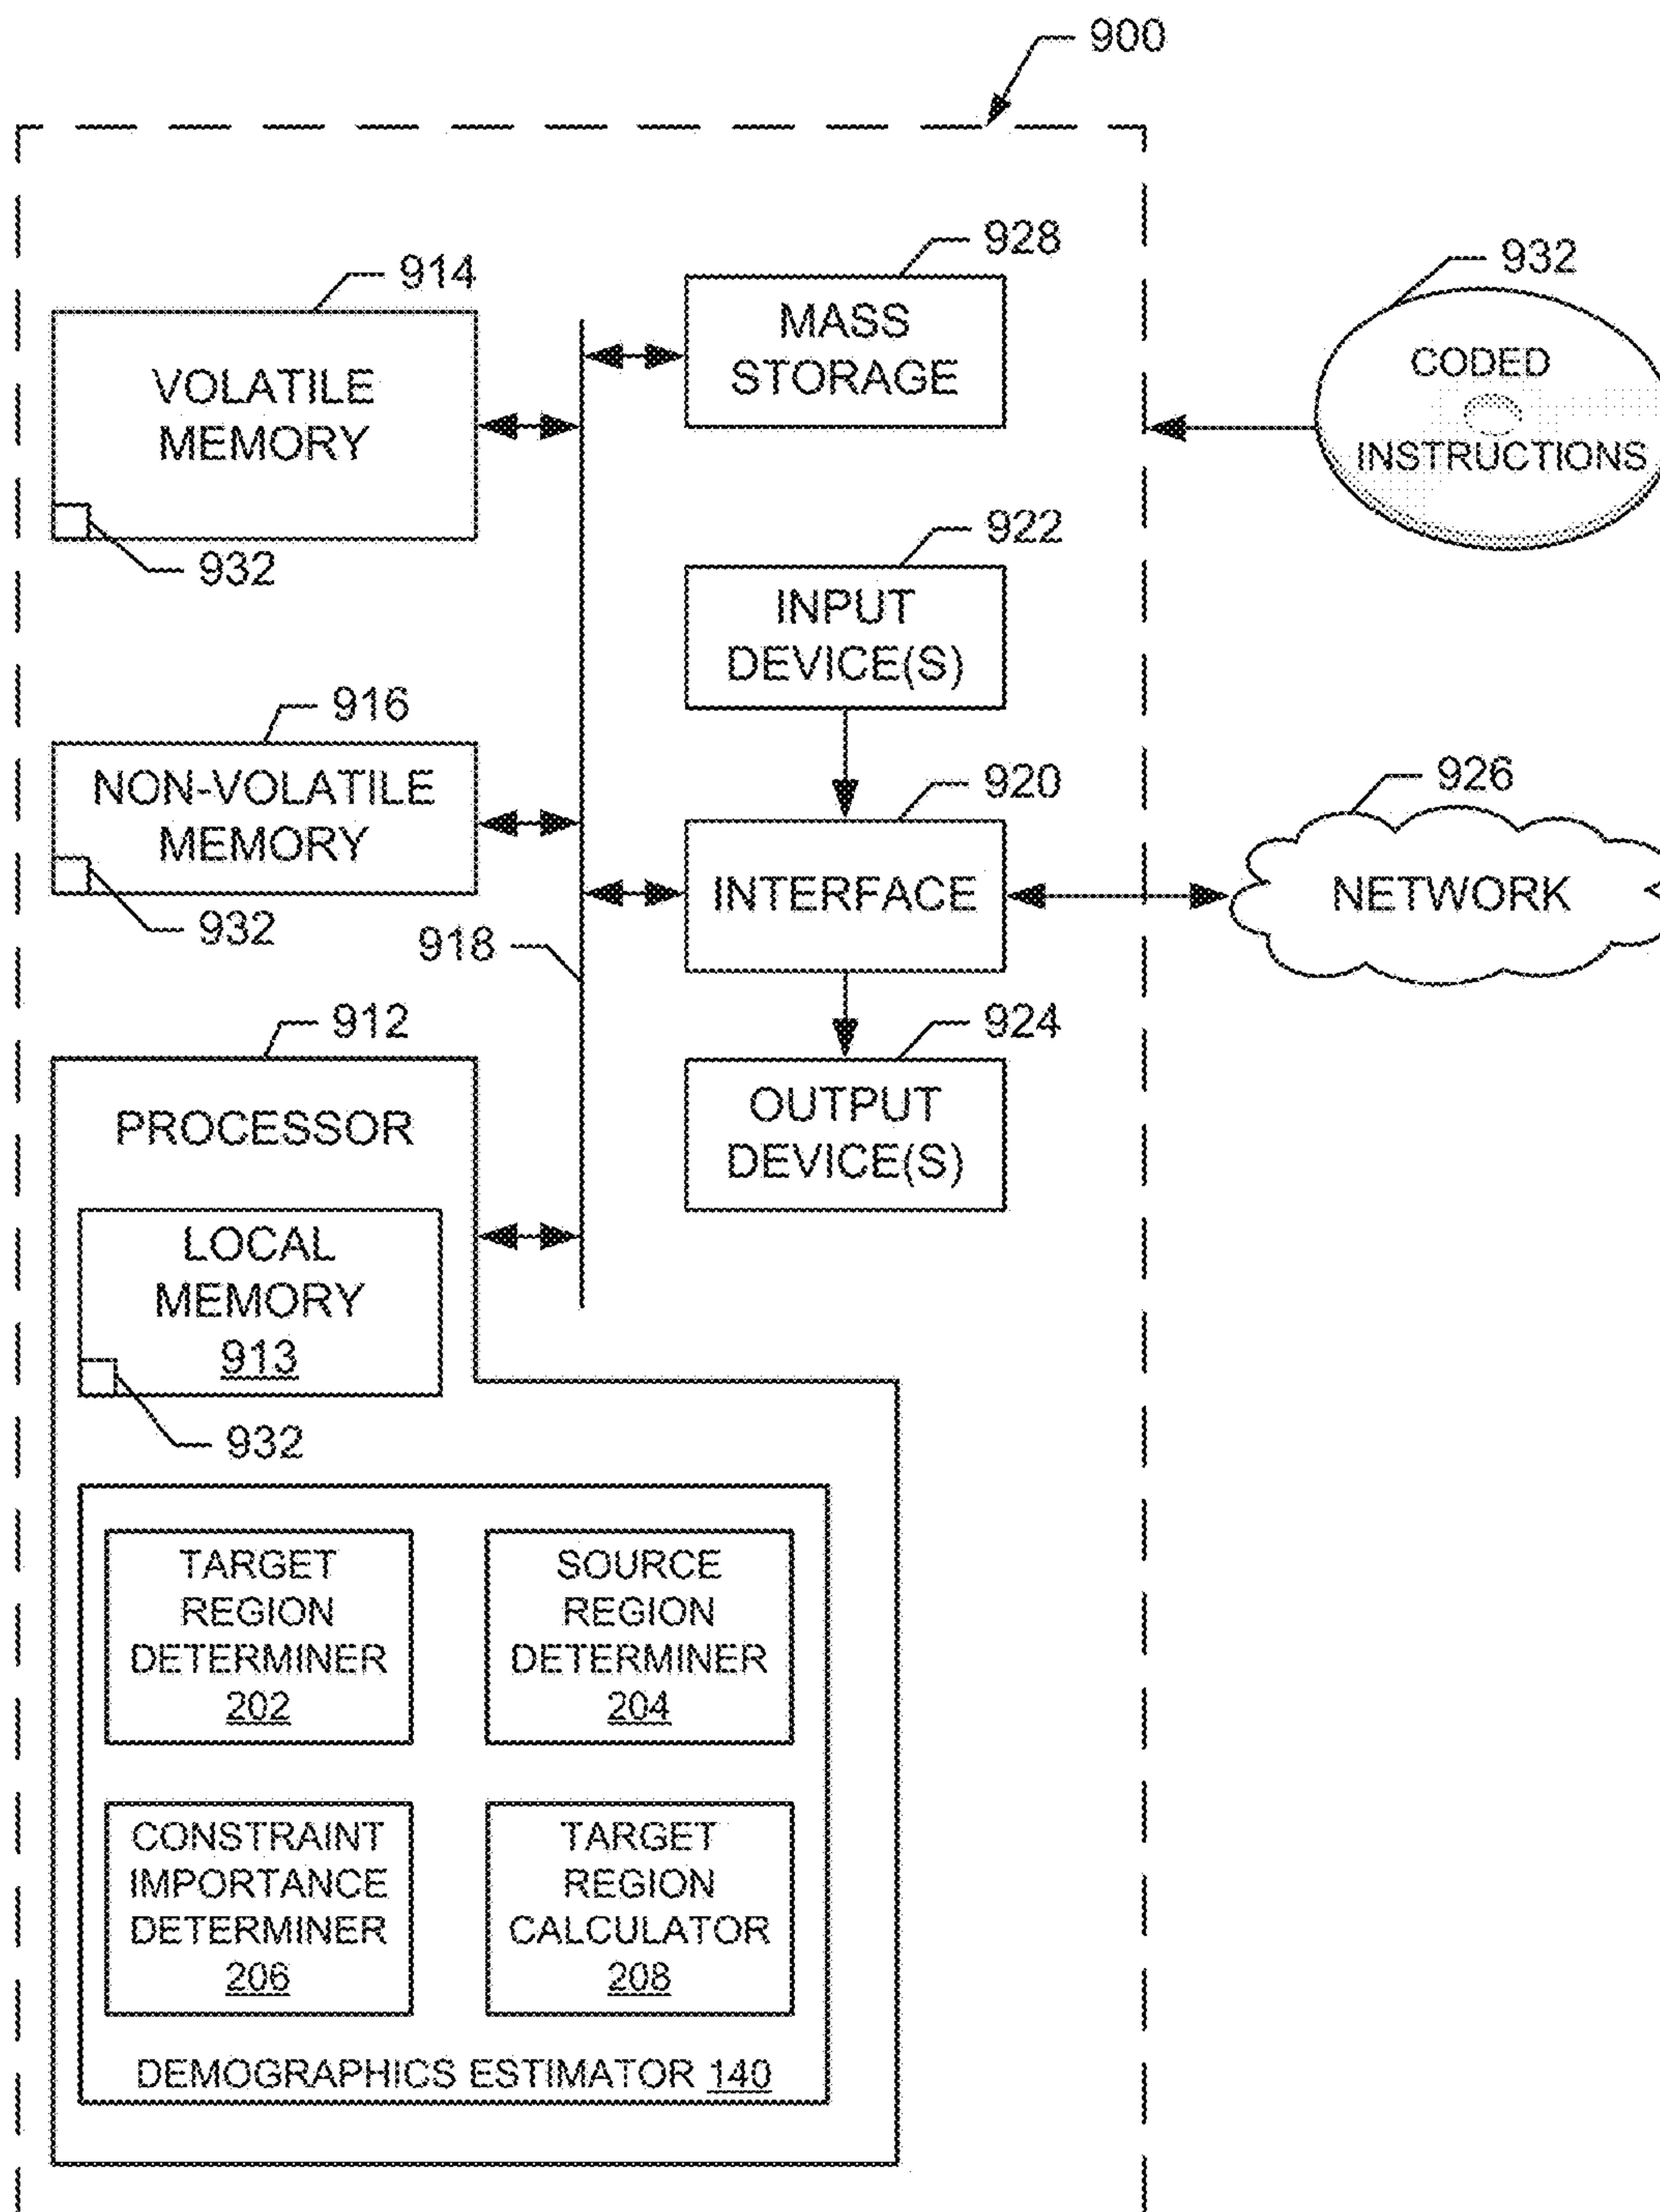 900
928
914
MASS
STORAGE
932
CODED
INSTRUCTIONS
VOLATILE
MEMORY
932
922
INPUT
DEVICE(S)
916
NON-VOLATILE
MEMORY
932
918
920
INTERFACE
926
NETWORK
912
PROCESSOR
924
OUTPUT
DEVICE(S)
LOCAL
MEMORY
913
932
TARGET
REGION
DETERMINER
202
SOURCE
REGION
DETERMINER
204
CONSTRAINT
IMPORTANCE
DETERMINER
206
TARGET
REGION
CALCULATOR
208
DEMOGRAPHICS ESTIMATOR 140